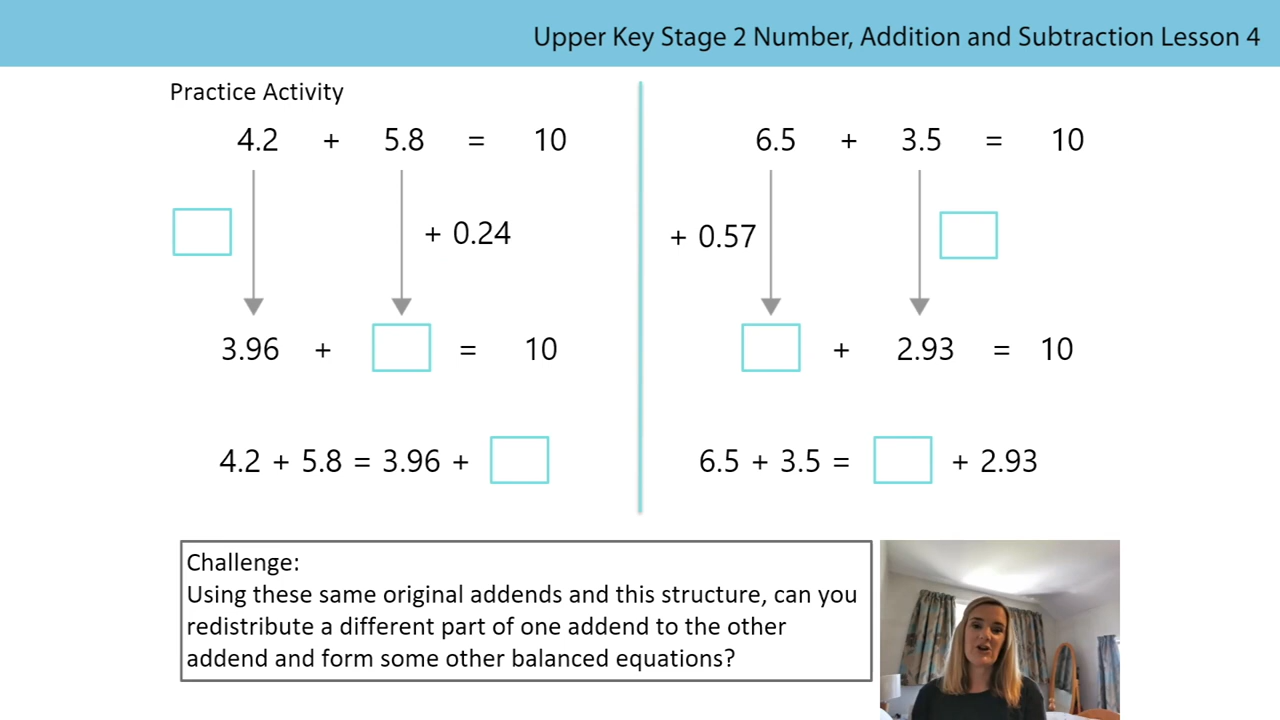 Upper Key Stage 2 Number, Addition and Subtraction Lesson 4
Practice Activity
4.2 + 5.8 = 10
+ 0.24
3.96 + = 10
4.2 + 5.8 = 3.96 +
6.5 + 3.5 = 10
+ 0.57
+ 2.93 = 10
6.5 + 3.5 = + 2.93
Challenge:
Using these same original addends and this structure, can you
redistribute a different part of one addend to the other
addend and form some other balanced equations?